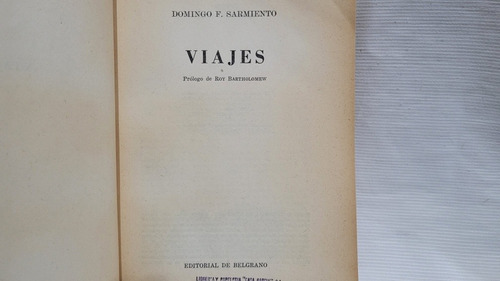 DOMINGO F. SARMIENTO
VIAJES
Prólogo de ROY BARTHOLOMEW
EDITORIAL DE BELGRANO